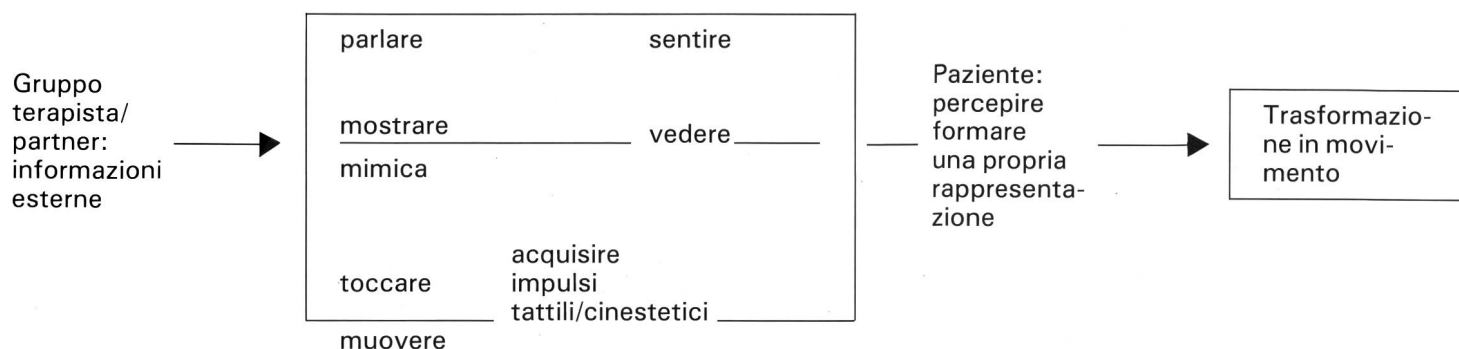 Gruppo
terapista/
partner:
informazioni
esterne
parlare sentire
mostrare vedere
mimica
toccare
muovere
acquisire
impulsi
tattili/cinestetici
Paziente:
percepire
formare
una propria
rappresenta-
zione
Trasformazio-
ne in movi-
mento